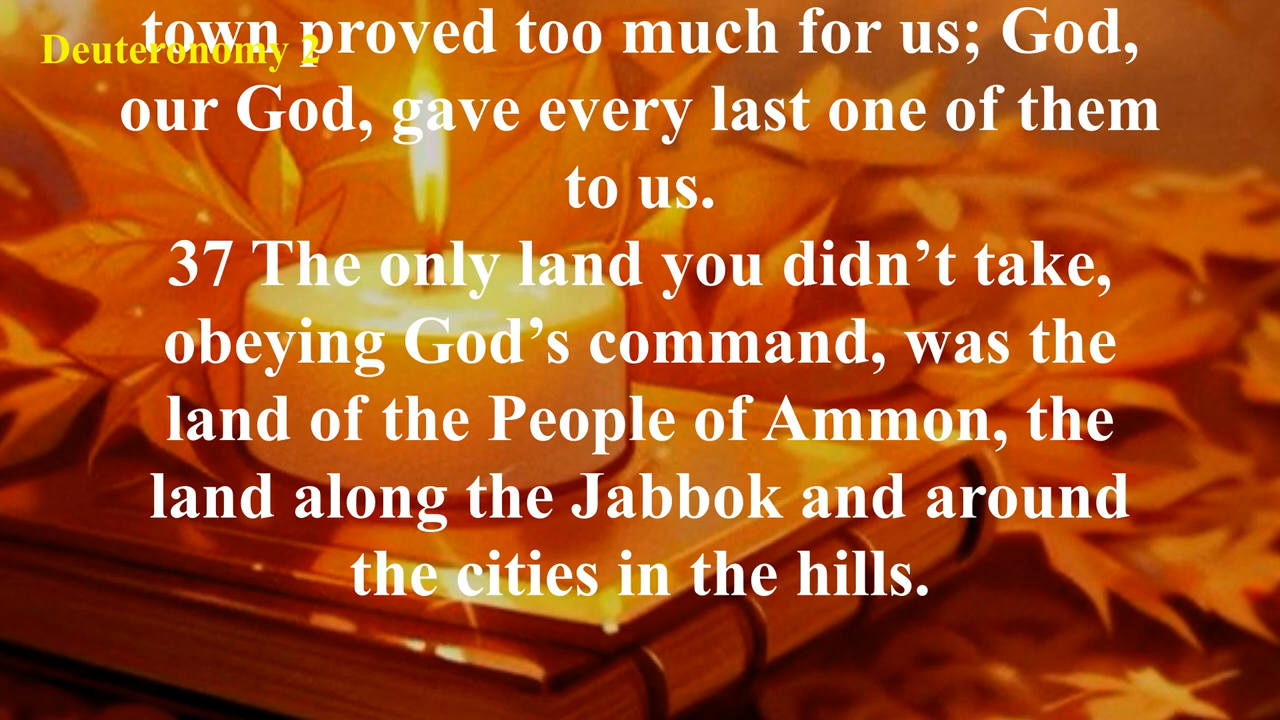 town proved too much for us; God,
Deuteronomy 2
our God, gave every last one of them
to us.
37 The only land you didn’t take,
obeying God’s command, was the
land of the People of Ammon, the
land along the Jabbok and around
the cities in the hills.